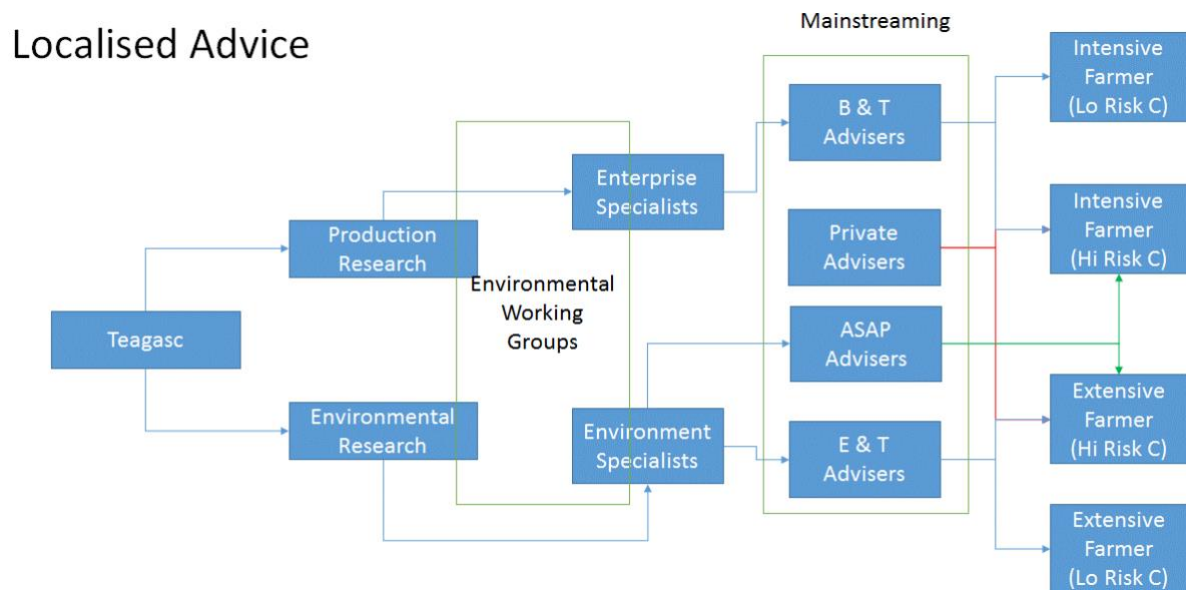 Localised Advice
Mainstreaming
Teagasc
Production
Research
Environmental
Research
Environmental
Working
Groups
Enterprise
Specialists
Environment
Specialists
B & T
Advisers
Private
Advisers
ASAP
Advisers
E & T
Advisers
Intensive
Farmer
(Lo Risk C)
Intensive
Farmer
(Hi Risk C)
Extensive
Farmer
(Hi Risk C)
Extensive
Farmer
(Lo Risk C)